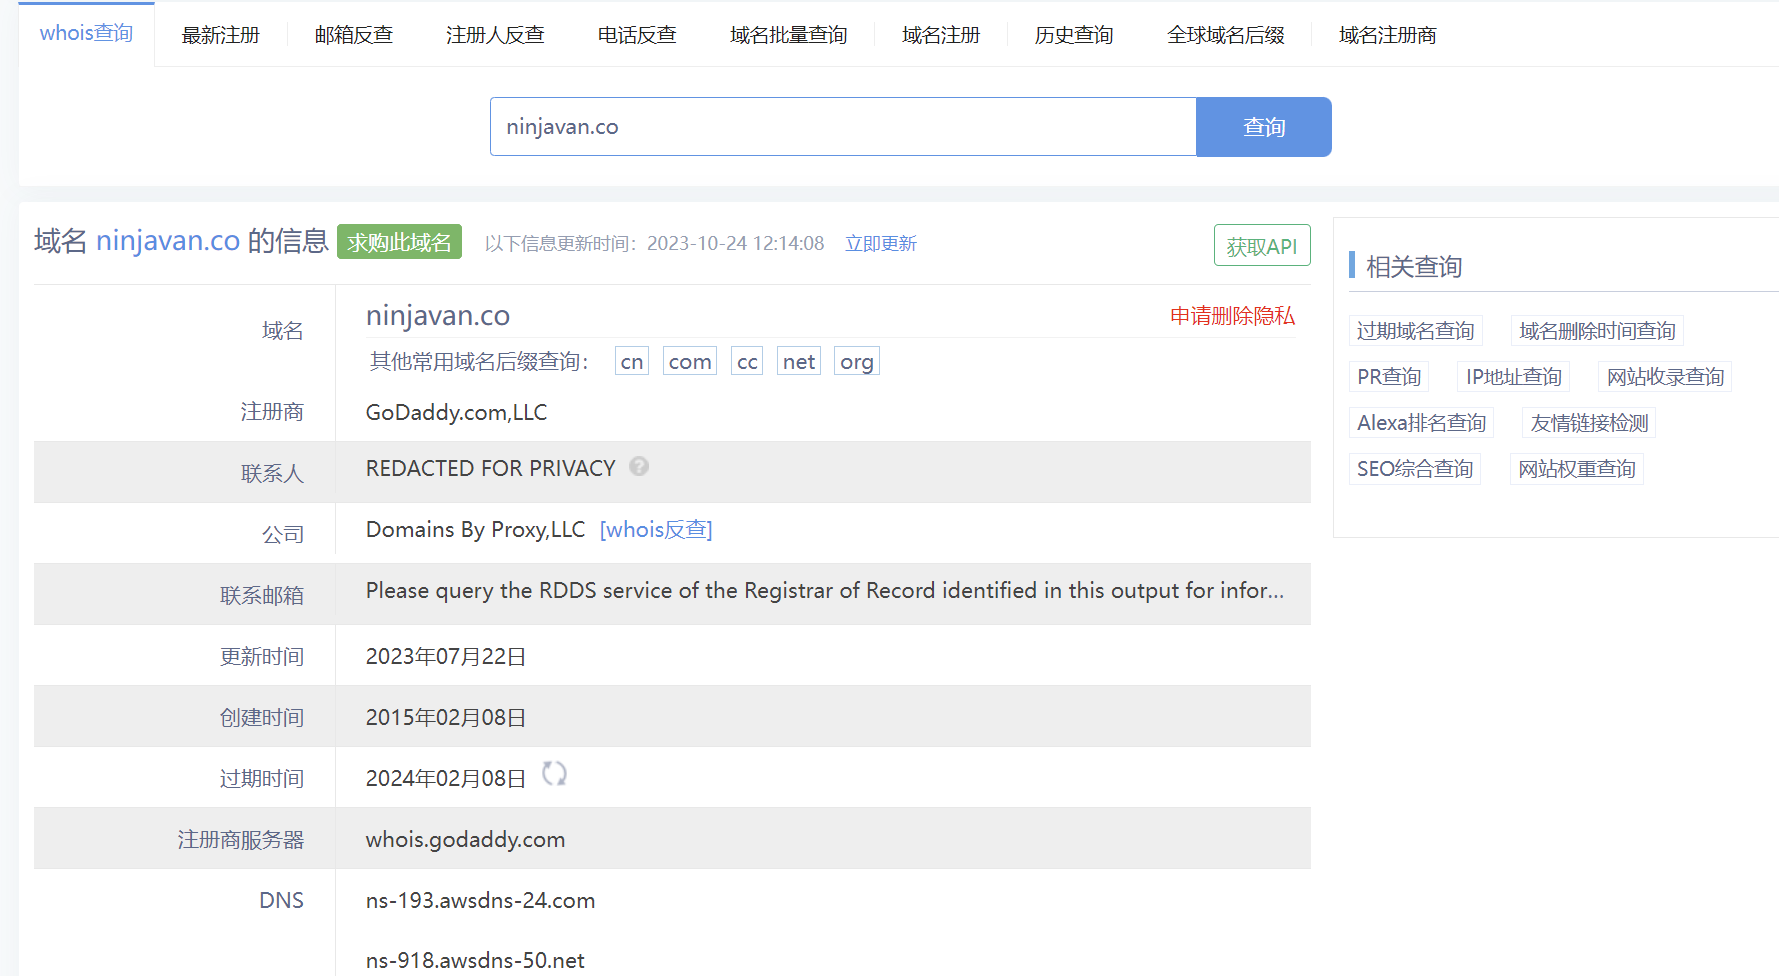 whois查询 最新注册 邮箱反查 注册人反查 电话反查 域名批量查询 域名注册 历史查询 全球域名后缀 域名注册商
ninjavan.co 查询
域名 ninjavan.co 的信息 求购此域名 以下信息更新时间：2023-10-24 12:14:08 立即更新 获取API
域名 ninjavan.co 申请删除隐私
其他常用域名后缀查询： cn com cc net org
注册商 GoDaddy.com,LLC
联系人 REDACTED FOR PRIVACY ?
公司 Domains By Proxy,LLC [whois反查]
联系邮箱 Please query the RDDS service of the Registrar of Record identified in this output for infor...
更新时间 2023年07月22日
创建时间 2015年02月08日
过期时间 2024年02月08日
注册商服务器 whois.godaddy.com
DNS ns-193.awsdns-24.com
ns-918.awsdns-50.net
相关查询
过期域名查询 域名删除时间查询
PR查询 IP地址查询 网站收录查询
Alexa排名查询 友情链接检测
SEO综合查询 网站权重查询